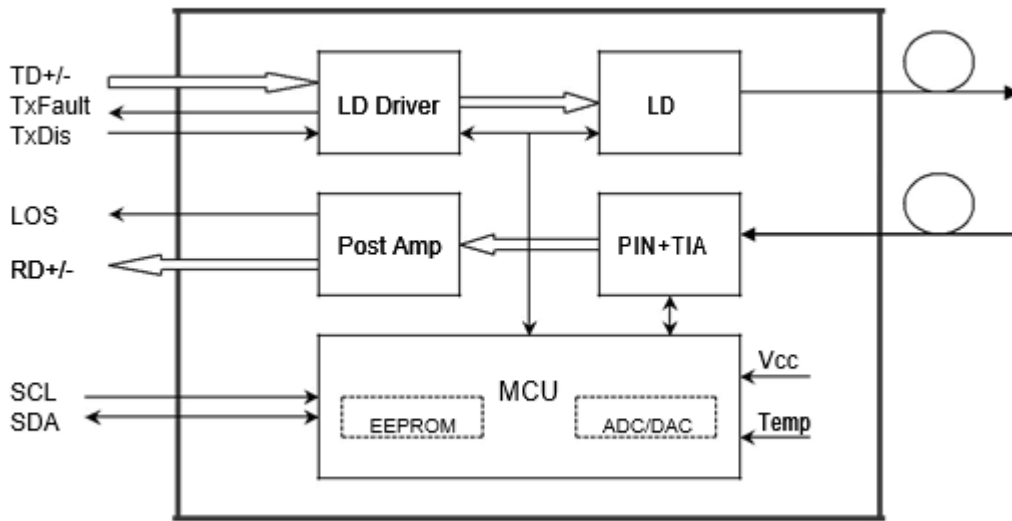 TD+/-
TxFault
TxDis
LD Driver
LD
LOS
RD+/-
Post Amp
PIN+TIA
SCL
SDA
MCU
EEPROM
ADC/DAC
Vcc
Temp